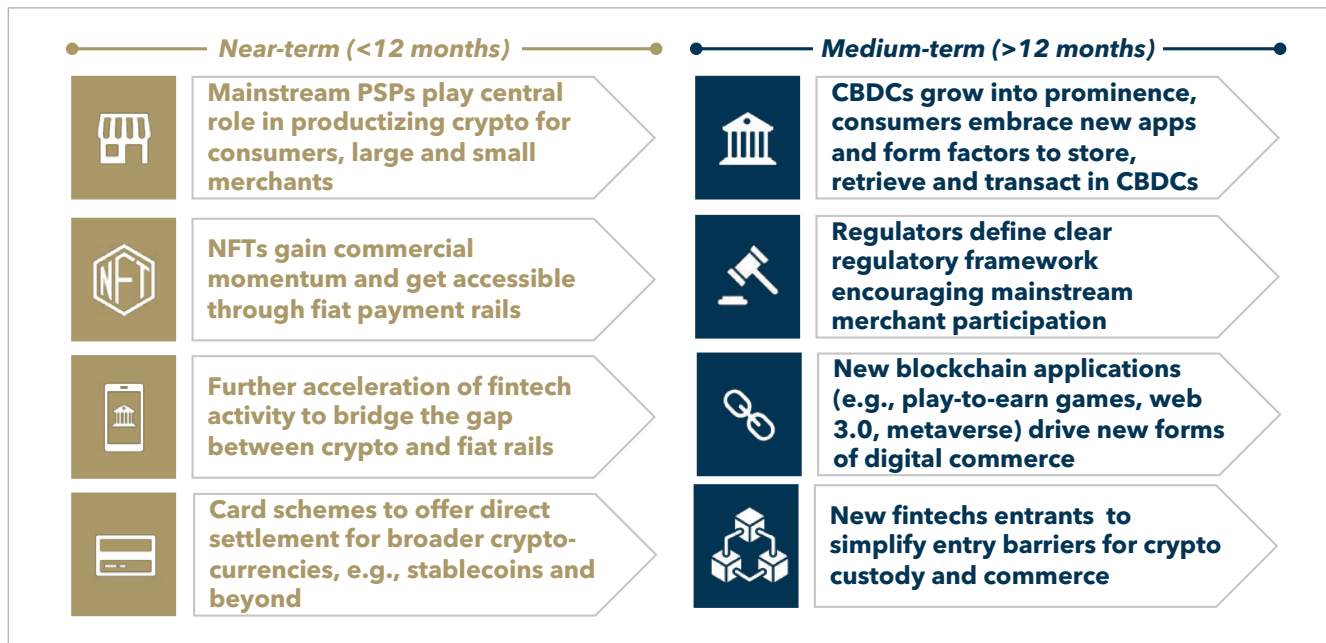 Near-term (<12 months)
Mainstream PSPs play central
role in productizing crypto for
consumers, large and small
merchants
NFT
NFTs gain commercial
momentum and get accessible
through fiat payment rails
Further acceleration of fintech
activity to bridge the gap
between crypto and fiat rails
Card schemes to offer direct
settlement for broader crypto-
currencies, e.g., stablecoins and
beyond
Medium-term (>12 months)
CBDCs grow into prominence,
consumers embrace new apps
and form factors to store,
retrieve and transact in CBDCs
Regulators define clear
regulatory framework
encouraging mainstream
merchant participation
New blockchain applications
(e.g., play-to-earn games, web
3.0, metaverse) drive new forms
of digital commerce
New fintechs entrants to
simplify entry barriers for crypto
custody and commerce